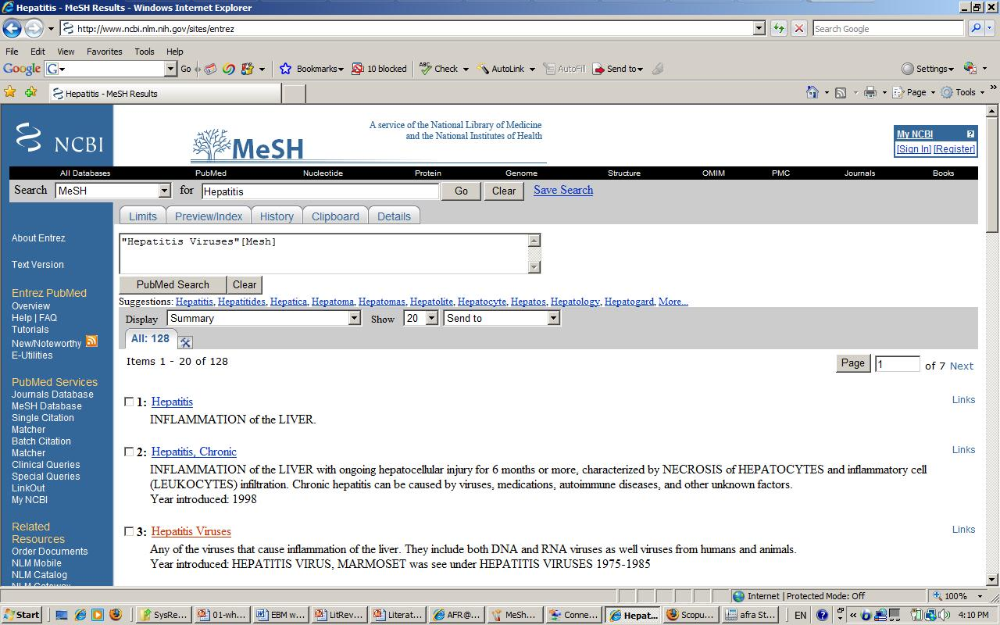 Hepatitis - MeSH Results - Windows Internet Explorer
http://www.ncbi.nlm.nih.gov/sites/entrez
Search Google
File Edit View Favorites Tools Help
Google G Go Bookmarks 10 blocked ABC Check AutoLink AutoFill Send to Settings
Hepatitis - MeSH Results
Page Tools
NCBI
MeSH
A service of the National Library of Medicine
and the National Institutes of Health
My NCBI ?
[Sign In] [Register]
All Databases PubMed Nucleotide Protein Genome Structure OMIM PMC Journals Books
Search MeSH for Hepatitis Go Clear Save Search
Limits Preview/Index History Clipboard Details
"Hepatitis Viruses"[Mesh]
PubMed Search Clear
Suggestions: Hepatitis, Hepatitides, Hepatica, Hepatoma, Hepatomas, Hepatolite, Hepatocyte, Hepatos, Hepatology, Hepatogard, More...
Display Summary Show 20 Send to
All: 128
Items 1 - 20 of 128
Page 1 of 7 Next
1: Hepatitis Links
INFLAMMATION of the LIVER.
2: Hepatitis, Chronic Links
INFLAMMATION of the LIVER with ongoing hepatocellular injury for 6 months or more, characterized by NECROSIS of HEPATOCYTES and inflammatory cell
(LEUKOCYTES) infiltration. Chronic hepatitis can be caused by viruses, medications, autoimmune diseases, and other unknown factors.
Year introduced: 1998
3: Hepatitis Viruses Links
Any of the viruses that cause inflammation of the liver. They include both DNA and RNA viruses as well viruses from humans and animals.
Year introduced: HEPATITIS VIRUS, MARMOSET was see under HEPATITIS VIRUSES 1975-1985
About Entrez
Text Version
Entrez PubMed
Overview
Help | FAQ
Tutorials
New/Noteworthy
E-Utilities
PubMed Services
Journals Database
MeSH Database
Single Citation
Matcher
Batch Citation
Matcher
Clinical Queries
Special Queries
LinkOut
My NCBI
Related
Resources
Order Documents
NLM Mobile
NLM Catalog
NLM Gateway
Internet | Protected Mode: Off 100%
Start SysRe... 01-wh... EBM w... LitRev... Literat... AFR@... MeSH... Conne... Hepat... Scopu... afra St... EN 4:10 PM